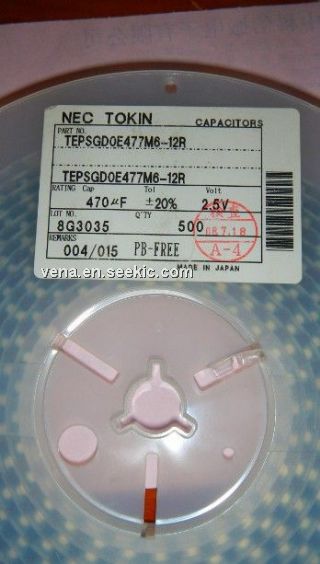 NEC TOKIN CAPACITORS
PART NO.
TEPSGD0E477M6-12R
TEPSGD0E477M6-12R
RATING Cap Tol Volt
470μF ±20% 2.5V
LOT NO. Q'TY
8G3035 500
REMARKS
004/015 PB-FREE
MADE IN JAPAN
08.7.18
A-4
vena.en.seekic.com